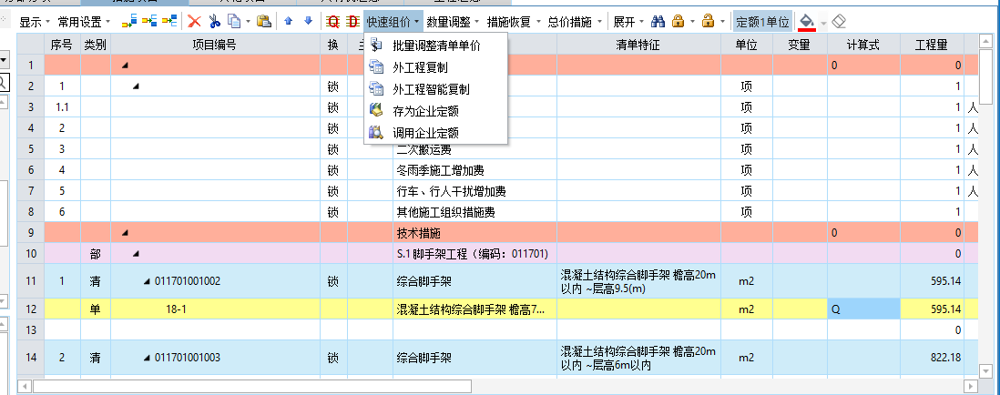 显示 常用设置 快速组价 数量调整 措施恢复 总价措施 展开 定额1单位
批量调整清单单价
外工程复制
外工程智能复制
存为企业定额
调用企业定额
序号 类别 项目编号 换 清单特征 单位 变量 计算式 工程量
1 0 0
2 1 锁 项 1
3 1.1 锁 项 1 人
4 2 锁 项 1 人
5 3 锁 二次搬运费 项 1 人
6 4 锁 冬雨季施工增加费 项 1 人
7 5 锁 行车、行人干扰增加费 项 1 人
8 6 锁 其他施工组织措施费 项 1
9 技术措施 0 0
10 部 S.1 脚手架工程（编码：011701) 0
11 1 清 011701001002 锁 综合脚手架 混凝土结构综合脚手架 檐高20m
以内 ~层高9.5(m) m2 595.14
12 单 18-1 混凝土结构综合脚手架 檐高7... m2 Q 595.14
13 0
14 2 清 011701001003 锁 综合脚手架 混凝土结构综合脚手架 檐高20m
以内 ~层高6m以内 m2 822.18